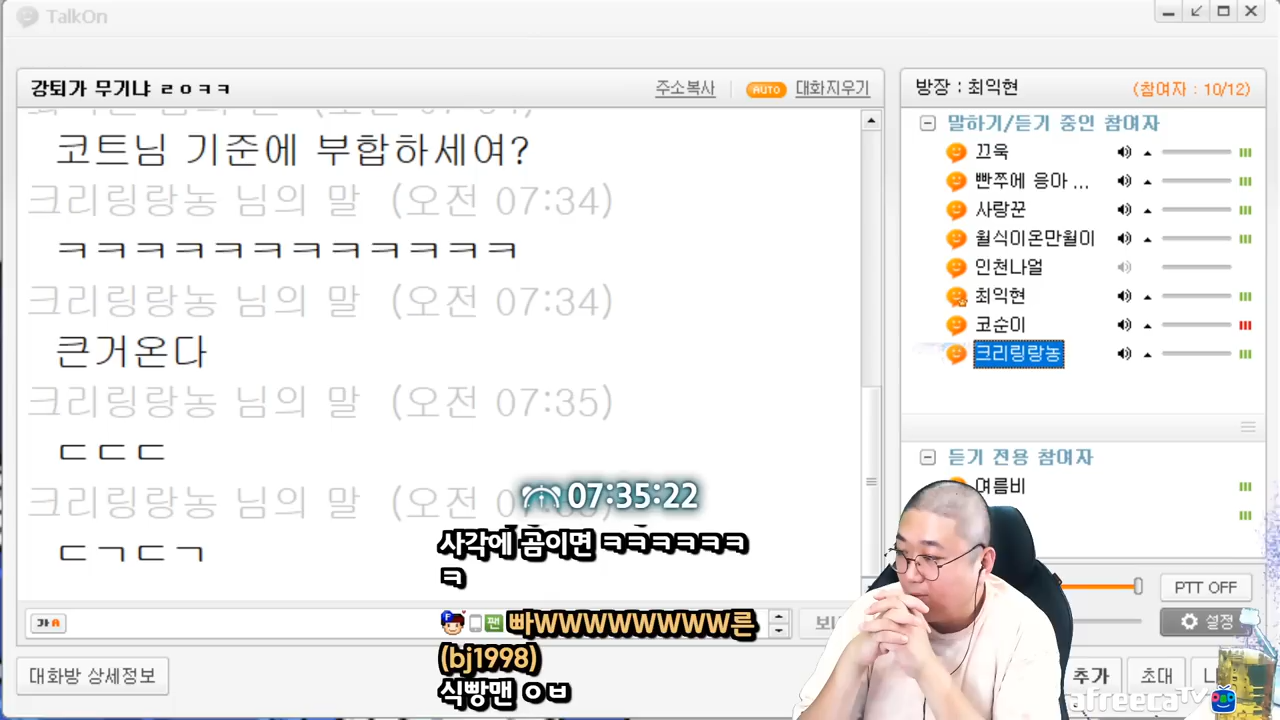 TalkOn
강퇴가 무기냐 ㄹㅇㅋㅋ
주소복사
AUTO
대화지우기
코트님 기준에 부합하세여?
크리링랑농 님의 말 (오전 07:34)
ㅋㅋㅋㅋㅋㅋㅋㅋㅋㅋㅋㅋ
크리링랑농 님의 말 (오전 07:34)
큰거온다
크리링랑농 님의 말 (오전 07:35)
ㄷㄷㄷ
크리링랑농 님의 말 (오전
ㄷㄱㄷㄱ
07:35:22
사각에 곰이면 ㅋㅋㅋㅋㅋㅋ
ㅋ
팬 빠WWWWWWWW른
(bj1998)
식빵맨 ㅇㅂ
가
대화방 상세정보
방장 : 최익현
(참여자 : 10/12)
말하기/듣기 중인 참여자
끄욱
빤쭈에 응아 ...
사랑꾼
월식이온만월이
인천나얼
최익현
코순이
크리링랑농
듣기 전용 참여자
여름비
PTT OFF
설정
추가
초대
afreecaTV